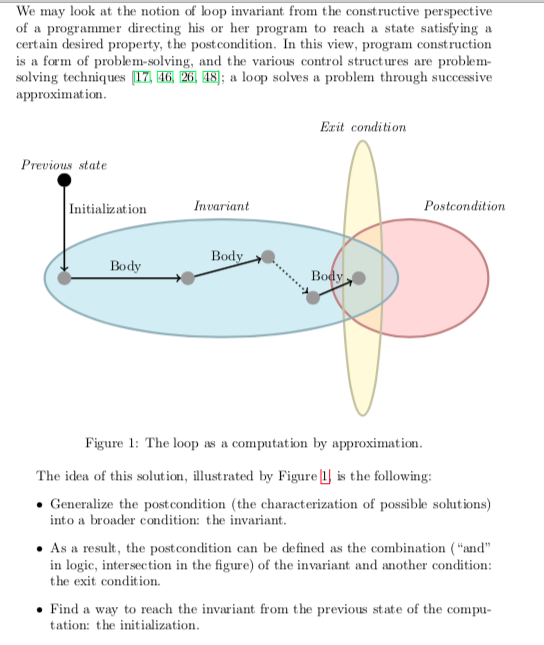 We may look at the notion of loop invariant from the constructive perspective
of a programmer directing his or her program to reach a state satisfying a
certain desired property, the postcondition. In this view, program construction
is a form of problem-solving, and the various control structures are problem-
solving techniques [17, 46, 26, 48]; a loop solves a problem through successive
approximation.
Exit condition
Previous state
Initialization
Invariant
Postcondition
Body
Body
Body
Figure 1: The loop as a computation by approximation.
The idea of this solution, illustrated by Figure 1, is the following:
• Generalize the postcondition (the characterization of possible solutions)
into a broader condition: the invariant.
• As a result, the postcondition can be defined as the combination (“and”
in logic, intersection in the figure) of the invariant and another condition:
the exit condition.
• Find a way to reach the invariant from the previous state of the compu-
tation: the initialization.